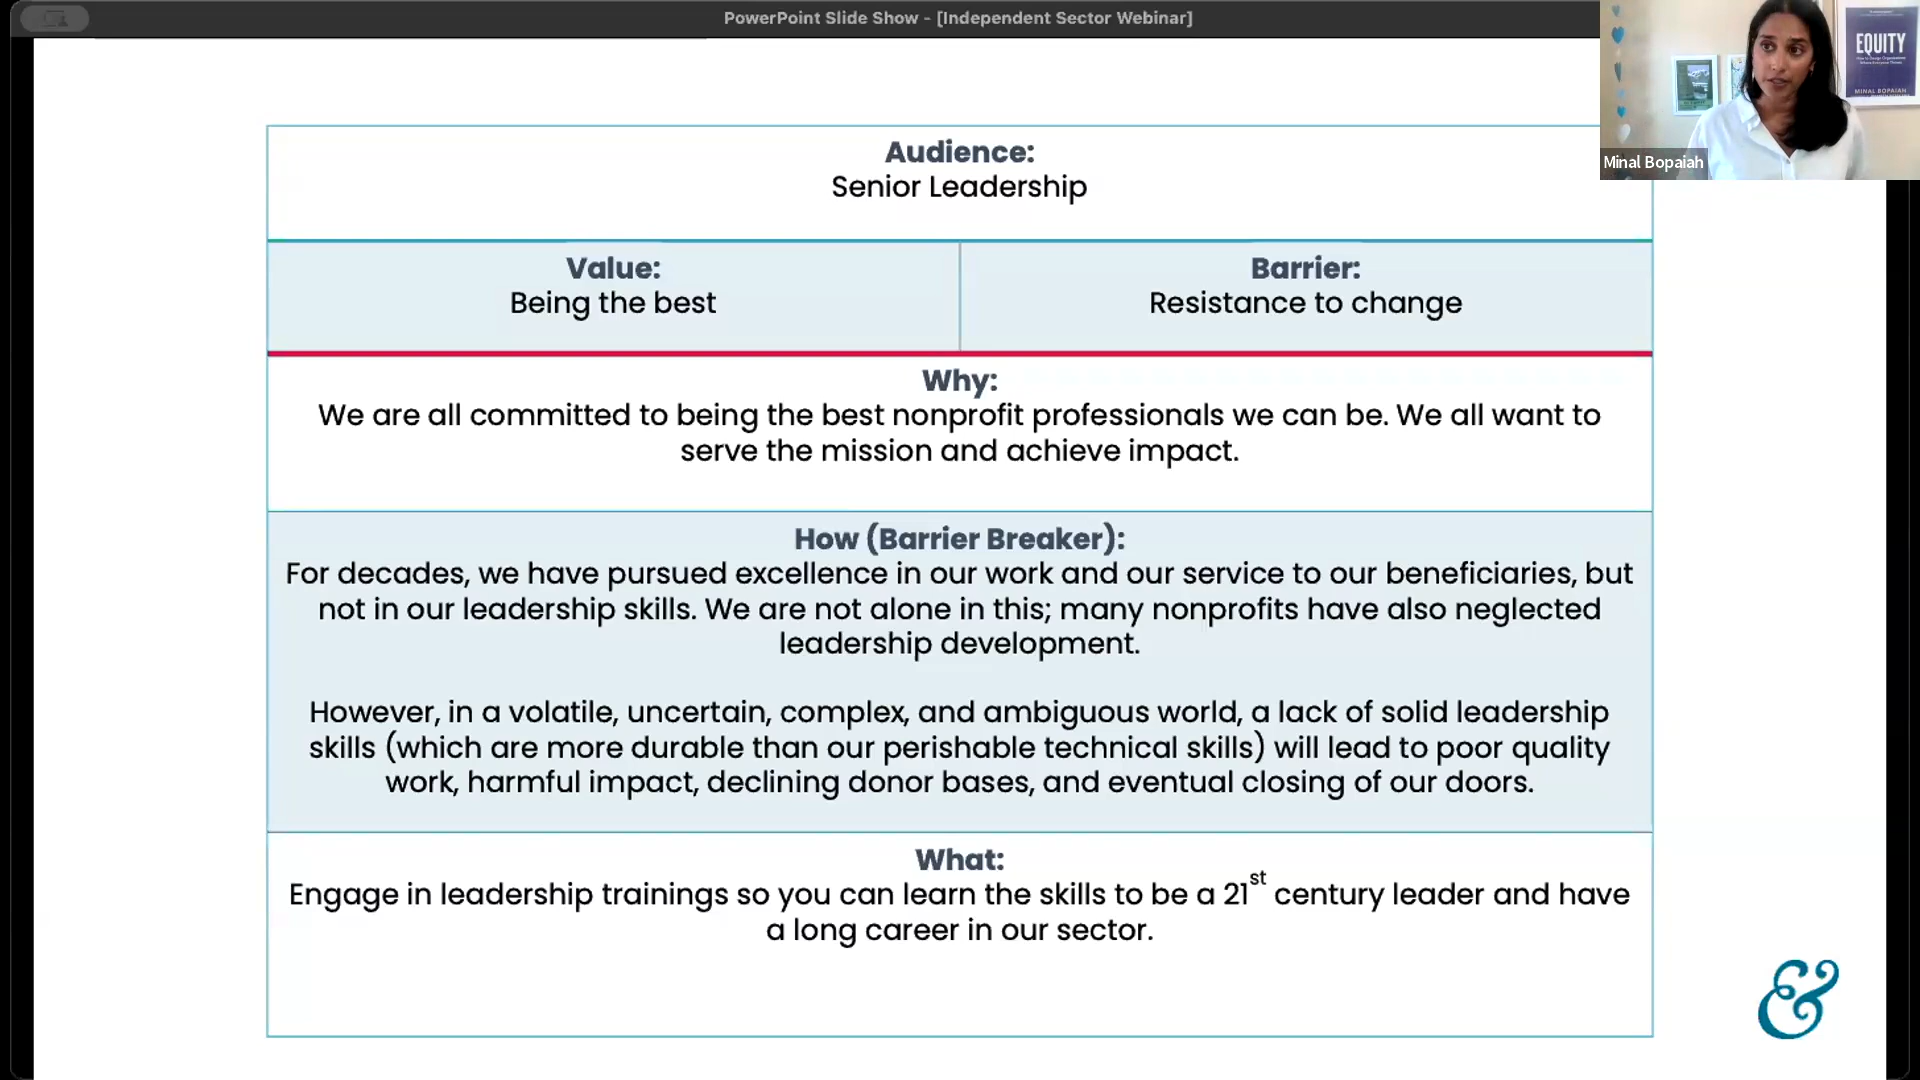 PowerPoint Slide Show - [Independent Sector Webinar]
EQUITY
MINAL BOPAIAH
Minal Bopaiah
Audience:
Senior Leadership
Value:
Being the best
Barrier:
Resistance to change
Why:
We are all committed to being the best nonprofit professionals we can be. We all want to
serve the mission and achieve impact.
How (Barrier Breaker):
For decades, we have pursued excellence in our work and our service to our beneficiaries, but
not in our leadership skills. We are not alone in this; many nonprofits have also neglected
leadership development.
However, in a volatile, uncertain, complex, and ambiguous world, a lack of solid leadership
skills (which are more durable than our perishable technical skills) will lead to poor quality
work, harmful impact, declining donor bases, and eventual closing of our doors.
What:
Engage in leadership trainings so you can learn the skills to be a 21st century leader and have
a long career in our sector.
&